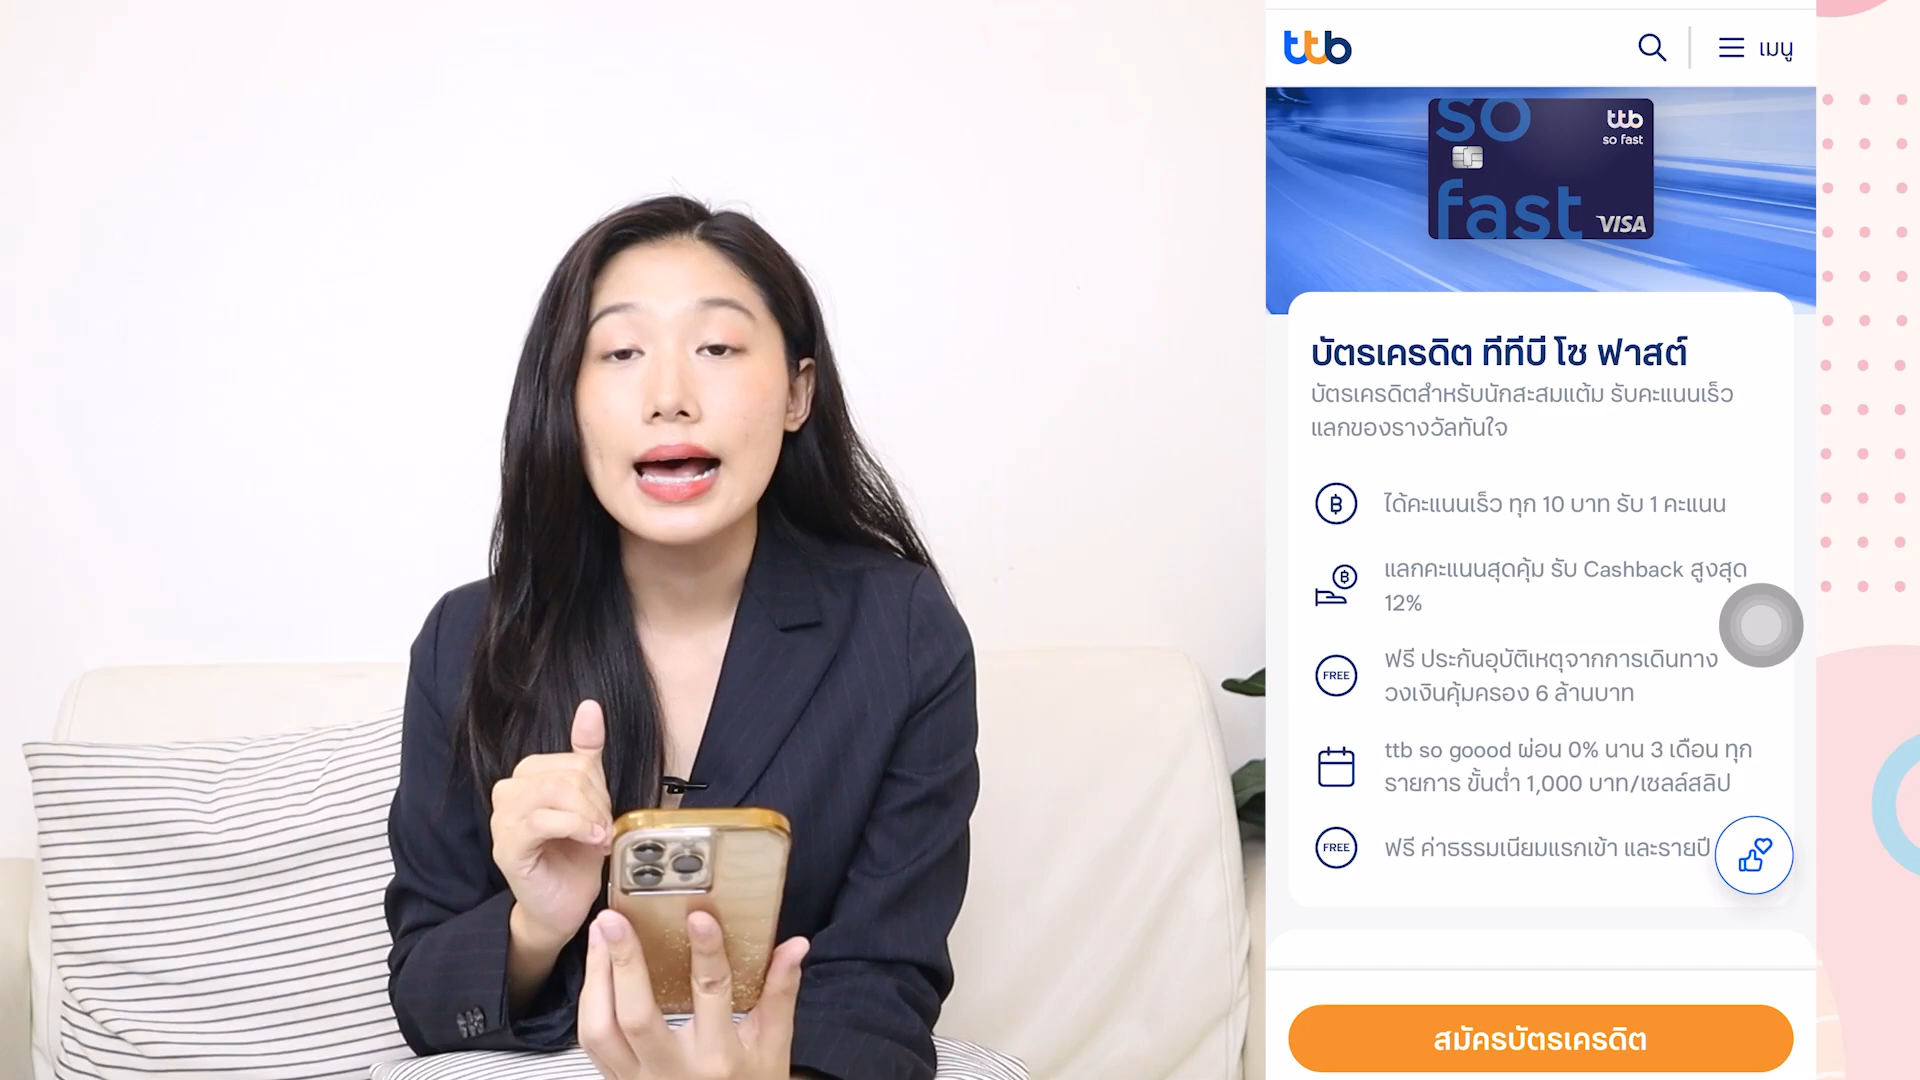 ttb
เมนู
so
ttb
so fast
fast
VISA
บัตรเครดิต ทีทีบี โซ ฟาสต์
บัตรเครดิตสำหรับนักสะสมแต้ม รับคะแนนเร็ว
แลกของรางวัลทันใจ
ได้คะแนนเร็ว ทุก 10 บาท รับ 1 คะแนน
แลกคะแนนสุดคุ้ม รับ Cashback สูงสุด
12%
FREE
ฟรี ประกันอุบัติเหตุจากการเดินทาง
วงเงินคุ้มครอง 6 ล้านบาท
ttb so goood ผ่อน 0% นาน 3 เดือน ทุก
รายการ ขั้นต่ำ 1,000 บาท/เซลล์สลิป
FREE
ฟรี ค่าธรรมเนียมแรกเข้า และรายปี
สมัครบัตรเครดิต